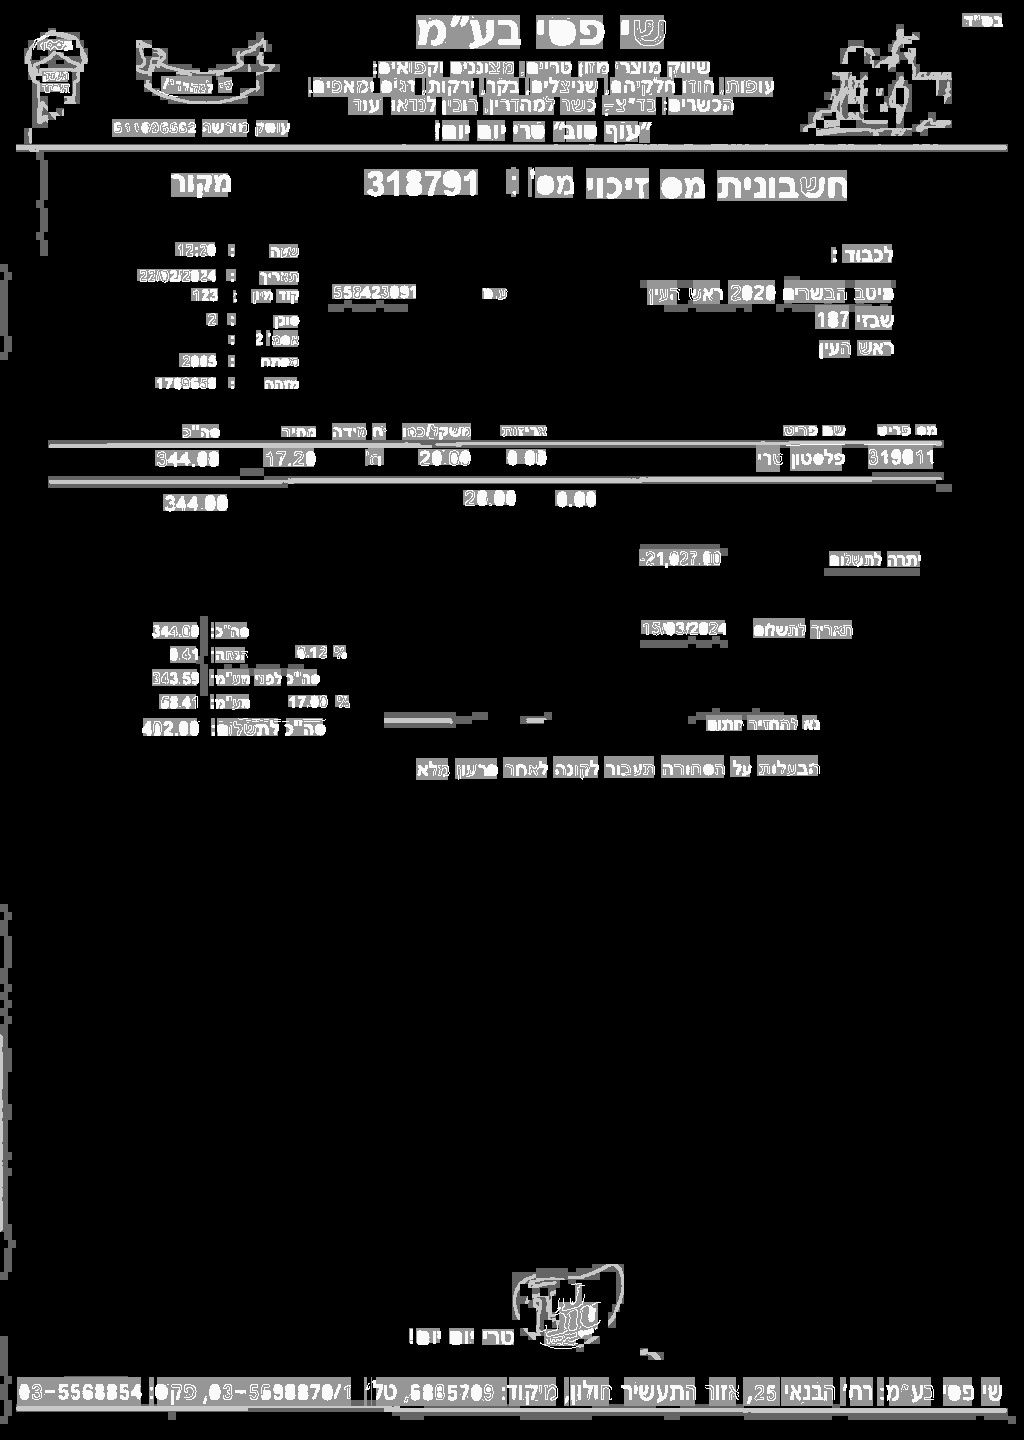 בס"ד
שי פסי בע"מ
שיווק מוצרי מזון טריים, מצוננים וקפואים:
עופות, הודו חלקיהם, שניצלים, בקר, ירקות, דגים ומאפים,
הכשרים: בד"צ - כשר למהדרין, רובין לנדאו ועוד
"עוף טוב" טרי יום יום!
עוסק מורשה
חשבונית מס זיכוי מס' : 318791
מקור
לכבוד :
מיטב הבשרים 2020 ראש העין
ע.מ 558423091
שבזי 187
ראש העין
שעה : 12:20
תאריך : 22/02/2024
קוד מיון : 123
סוכן : 2
אסמ' 2 :
מפתח : 2065
מזהה :
מס פריט שם פריט אריזות משקל/כמו יח מידה מחיר סה"כ
319011 פלסטון טרי 0.00 20.00 יח' 17.20 344.00
0.00 20.00 344.00
יתרה לתשלום -21,027.00
תאריך לתשלום 15/03/2024
סה"כ: 344.00
% 0.12 הנחה: 0.41
סה"כ לפני מע"מ: 343.59
% 17.00 מע"מ: 58.41
סה"כ לתשלום: 402.00
נא להחזיר חתום
הבעלות על הסחורה תעבור לקונה לאחר פרעון מלא
טרי יום יום!
שי פסי בע"מ: רח' הבנאי 25, אזור התעשיר חולון, מיקוד: 5885709, טל' 03-5598870/1, פקס: 03-5568854